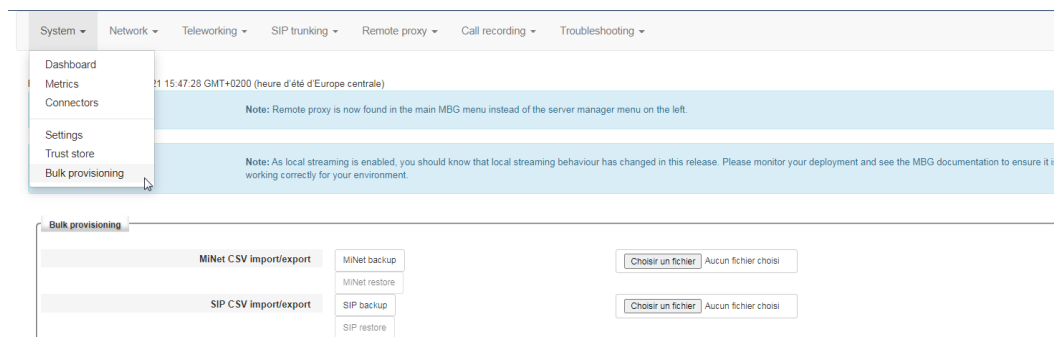 System Network Teleworking SIP trunking Remote proxy Call recording Troubleshooting
Dashboard
Metrics
Connectors
Settings
Trust store
Bulk provisioning
21 15:47:28 GMT+0200 (heure d'été d'Europe centrale)
Note: Remote proxy is now found in the main MBG menu instead of the server manager menu on the left.
Note: As local streaming is enabled, you should know that local streaming behaviour has changed in this release. Please monitor your deployment and see the MBG documentation to ensure it is
working correctly for your environment.
Bulk provisioning
MiNet CSV import/export MiNet backup Choisir un fichier Aucun fichier choisi
MiNet restore
SIP CSV import/export SIP backup Choisir un fichier Aucun fichier choisi
SIP restore